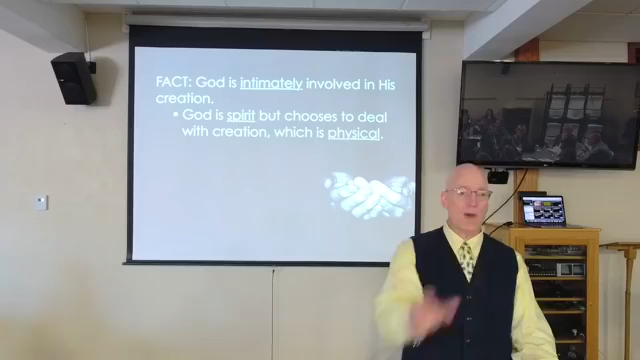 FACT: God is intimately involved in His
creation.
▪ God is spirit but chooses to deal
with creation, which is physical.